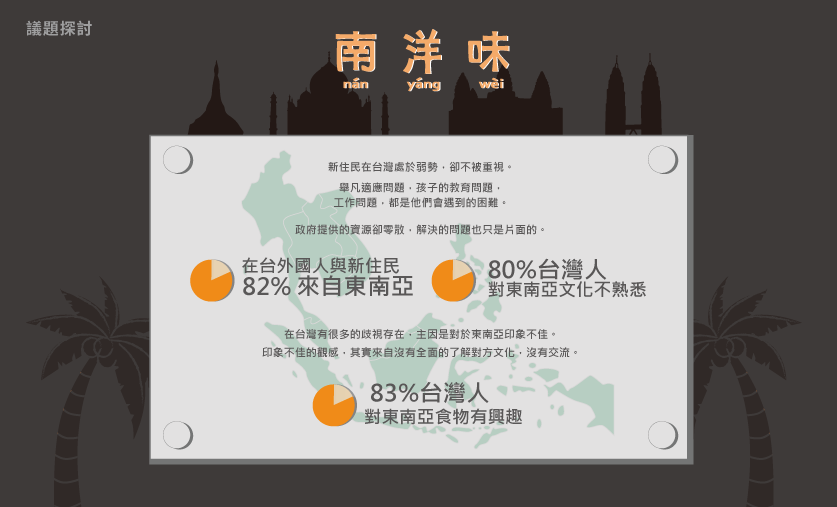 議題探討
南洋味
nán yáng wèi
新住民在台灣處於弱勢，卻不被重視。
舉凡適應問題，孩子的教育問題，
工作問題，都是他們會遇到的困難。
政府提供的資源卻零散，解決的問題也只是片面的。
在台外國人與新住民
82% 來自東南亞
80%台灣人
對東南亞文化不熟悉
在台灣有很多的歧視存在，主因是對於東南亞印象不佳。
印象不佳的觀感，其實來自沒有全面的了解對方文化，沒有交流。
83%台灣人
對東南亞食物有興趣